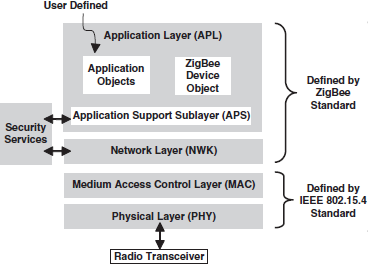 User Defined
Application Layer (APL)
Application
Objects
ZigBee
Device
Object
Application Support Sublayer (APS)
Security
Services
Network Layer (NWK)
Defined by
ZigBee
Standard
Medium Access Control Layer (MAC)
Physical Layer (PHY)
Defined by
IEEE 802.15.4
Standard
Radio Transceiver